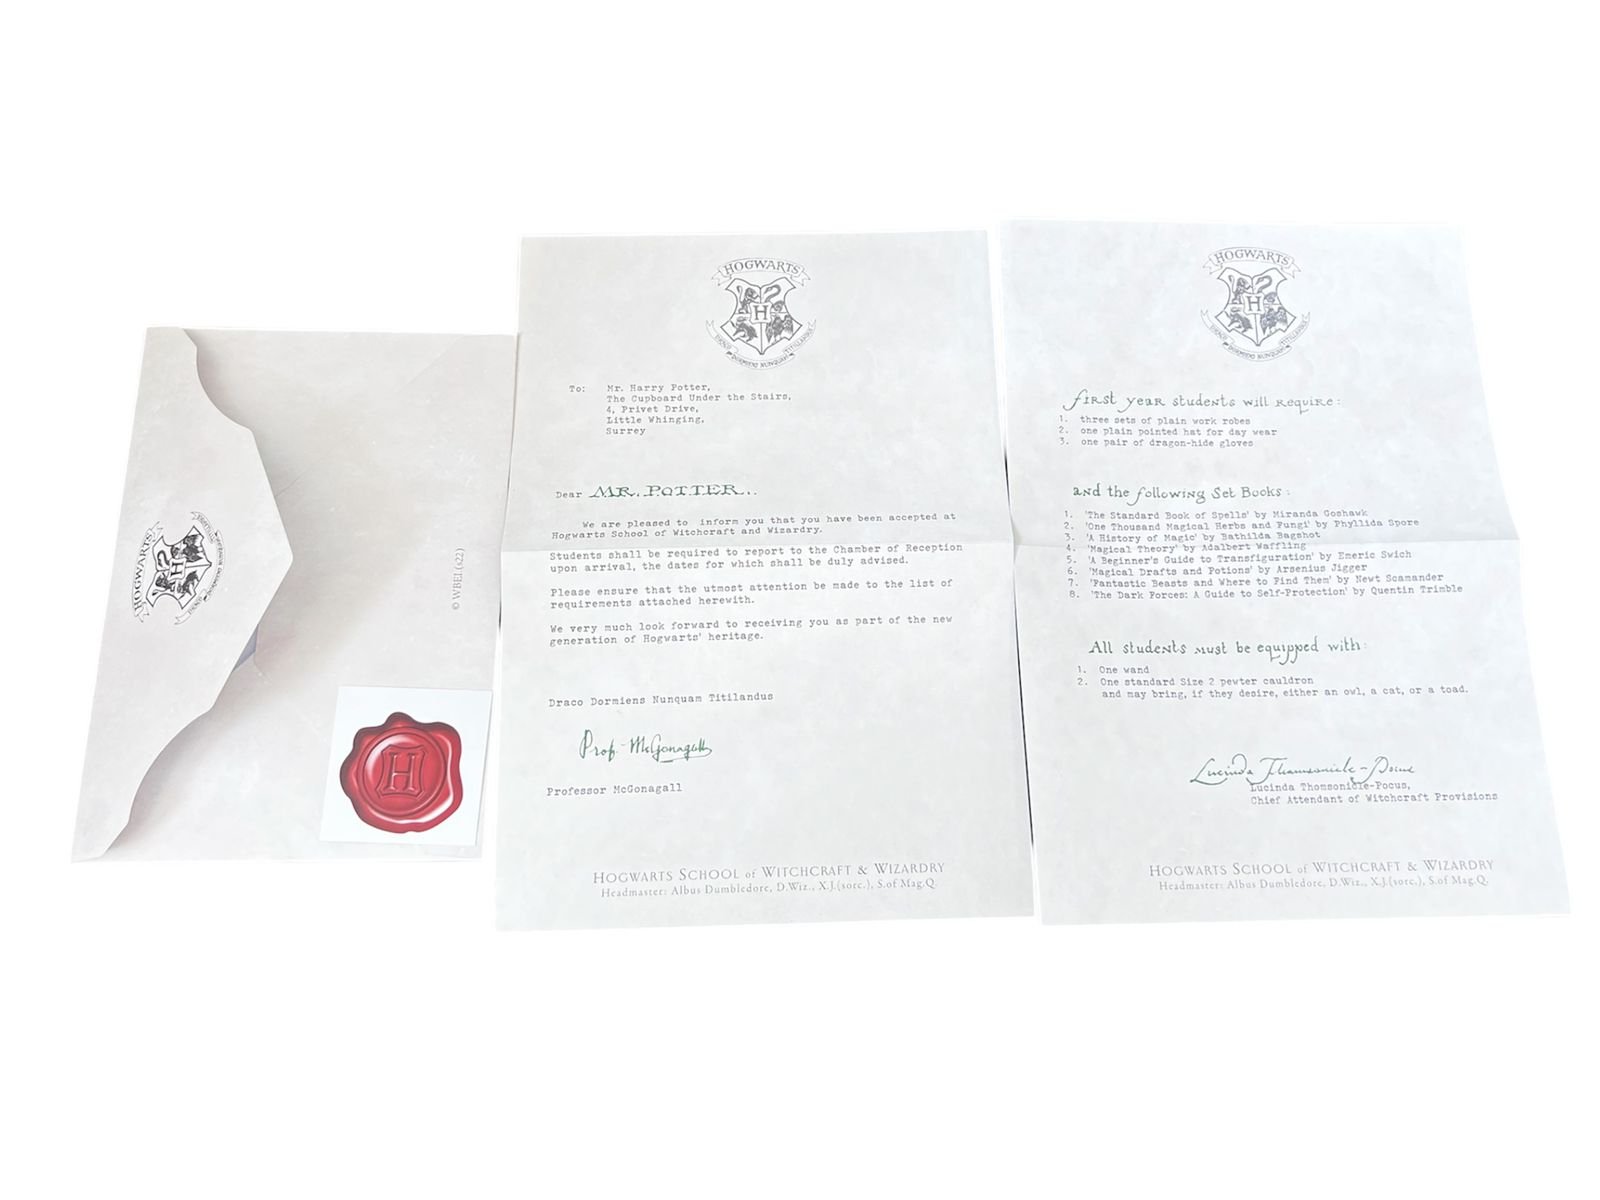 HOGWARTS
H
DRACO DORMIENS NUNQUAM TITILLANDUS
© WBEI. (s22)
H
HOGWARTS
H
DRACO DORMIENS NUNQUAM TITILLANDUS
To: Mr. Harry Potter,
The Cupboard Under the Stairs,
4, Privet Drive,
Little Whinging,
Surrey
Dear MR. POTTER..
We are pleased to inform you that you have been accepted at
Hogwarts School of Witchcraft and Wizardry.
Students shall be required to report to the Chamber of Reception
upon arrival, the dates for which shall be duly advised.
Please ensure that the utmost attention be made to the list of
requirements attached herewith.
We very much look forward to receiving you as part of the new
generation of Hogwarts' heritage.
Draco Dormiens Nunquam Titilandus
Prof. McGonagall
Professor McGonagall
HOGWARTS SCHOOL of WITCHCRAFT & WIZARDRY
Headmaster: Albus Dumbledore, D.Wiz., X.J.(sorc.), S.of Mag.Q.
HOGWARTS
H
DRACO DORMIENS NUNQUAM TITILLANDUS
first year students will require:
1. three sets of plain work robes
2. one plain pointed hat for day wear
3. one pair of dragon-hide gloves
and the following Set Books:
1. 'The Standard Book of Spells' by Miranda Goshawk
2. 'One Thousand Magical Herbs and Fungi' by Phyllida Spore
3. 'A History of Magic' by Bathilda Bagshot
4. 'Magical Theory' by Adalbert Waffling
5. 'A Beginner's Guide to Transfiguration' by Emeric Swich
6. 'Magical Drafts and Potions' by Arsenius Jigger
7. 'Fantastic Beasts and Where to Find Them' by Newt Scamander
8. 'The Dark Forces: A Guide to Self-Protection' by Quentin Trimble
All students must be equipped with:
1. One wand
2. One standard Size 2 pewter cauldron
and may bring, if they desire, either an owl, a cat, or a toad.
Lucinda Thomsonicle-Pocus
Lucinda Thomsonicle-Pocus,
Chief Attendant of Witchcraft Provisions
HOGWARTS SCHOOL of WITCHCRAFT & WIZARDRY
Headmaster: Albus Dumbledore, D.Wiz., X.J.(sorc.), S.of Mag.Q.